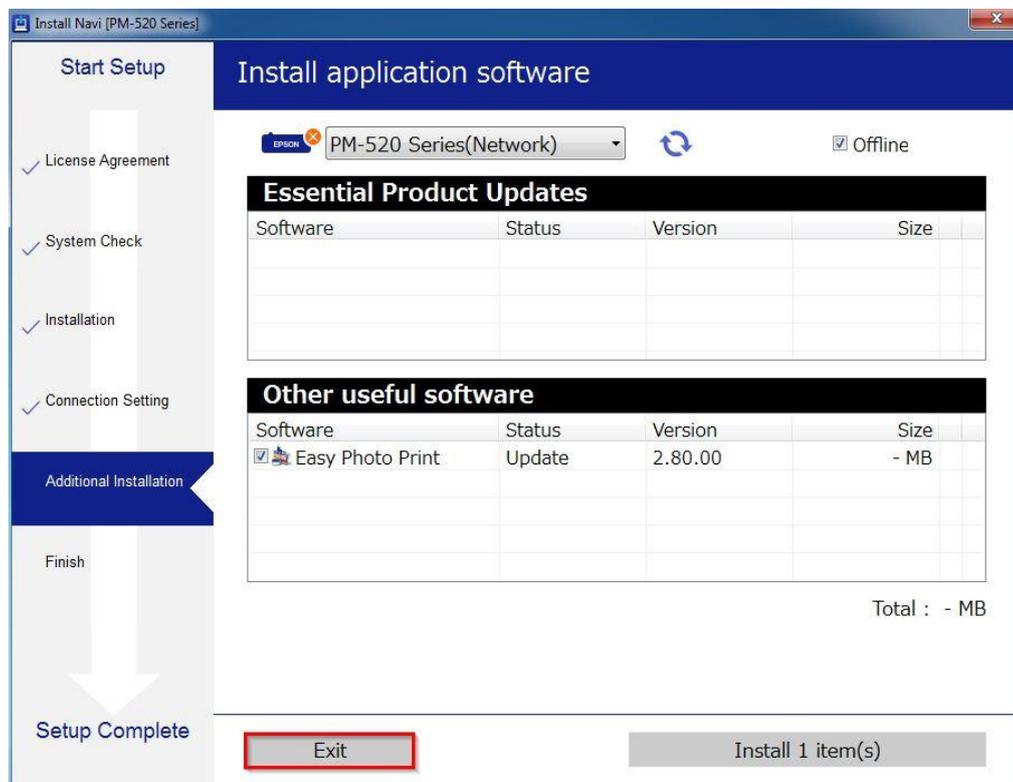 Install Navi [PM-520 Series]
Start Setup
License Agreement
System Check
Installation
Connection Setting
Additional Installation
Finish
Setup Complete
Install application software
EPSON PM-520 Series(Network) Offline
Essential Product Updates
Software Status Version Size
Other useful software
Software Status Version Size
Easy Photo Print Update 2.80.00 - MB
Total : - MB
Exit Install 1 item(s)